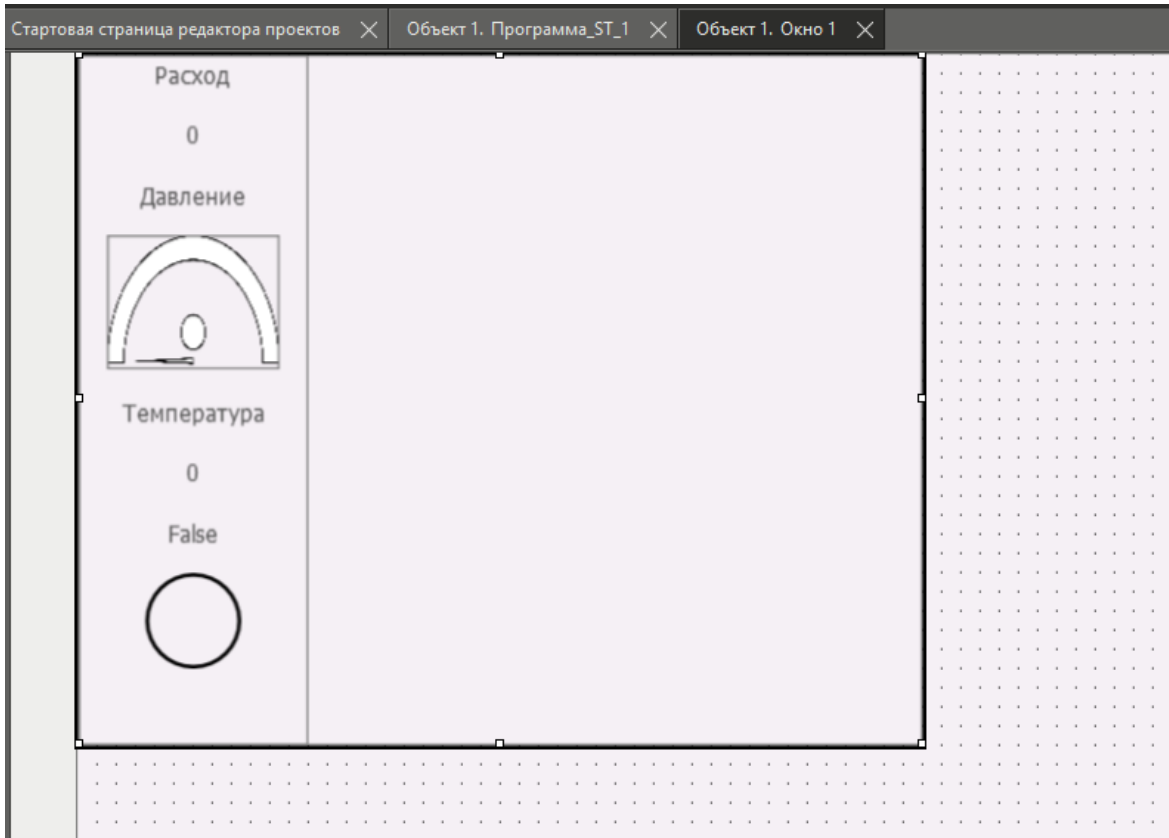 Стартовая страница редактора проектов
Объект 1. Программа_ST_1
Объект 1. Окно 1
Расход
0
Давление
Температура
0
False